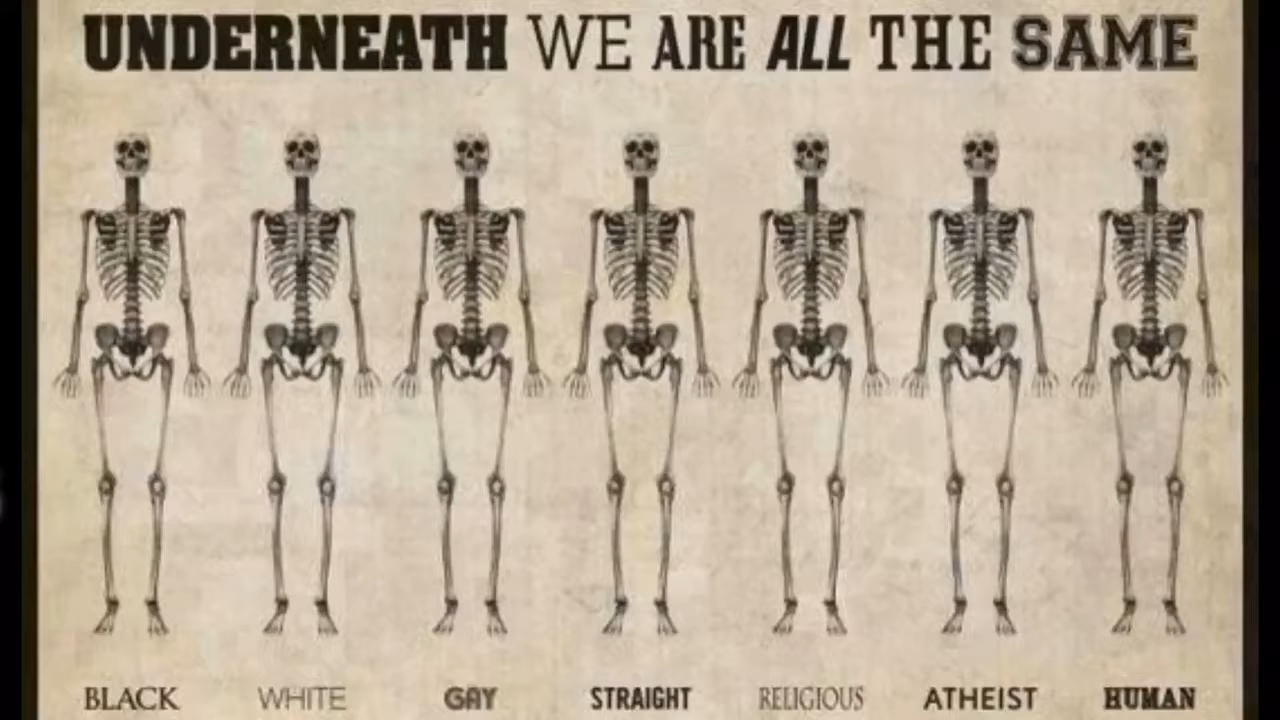 UNDERNEATH WE ARE ALL THE SAME
BLACK WHITE GAY STRAIGHT RELIGIOUS ATHEIST HUMAN